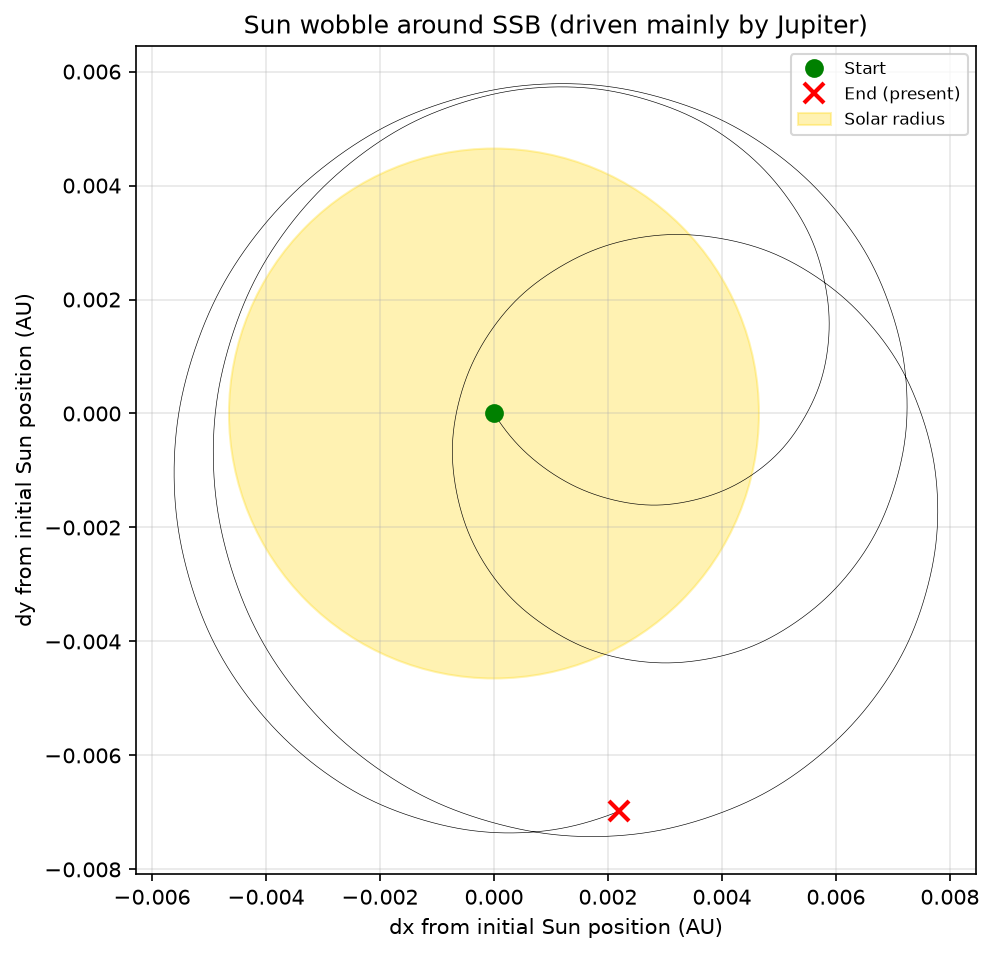 Sun wobble around SSB (driven mainly by Jupiter)
Start
End (present)
Solar radius
0.006
0.004
0.002
0.000
−0.002
−0.004
−0.006
−0.008
dy from initial Sun position (AU)
−0.006 −0.004 −0.002 0.000 0.002 0.004 0.006 0.008
dx from initial Sun position (AU)